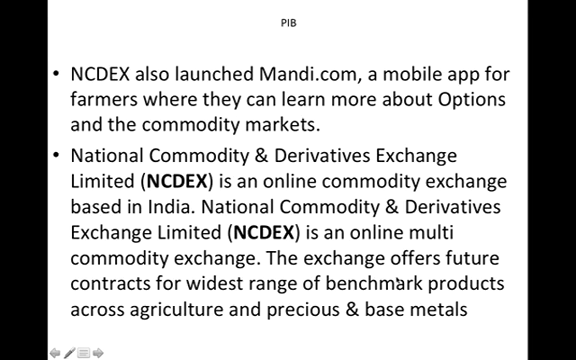 PIB
• NCDEX also launched Mandi.com, a mobile app for
farmers where they can learn more about Options
and the commodity markets.
• National Commodity & Derivatives Exchange
Limited (NCDEX) is an online commodity exchange
based in India. National Commodity & Derivatives
Exchange Limited (NCDEX) is an online multi
commodity exchange. The exchange offers future
contracts for widest range of benchmark products
across agriculture and precious & base metals